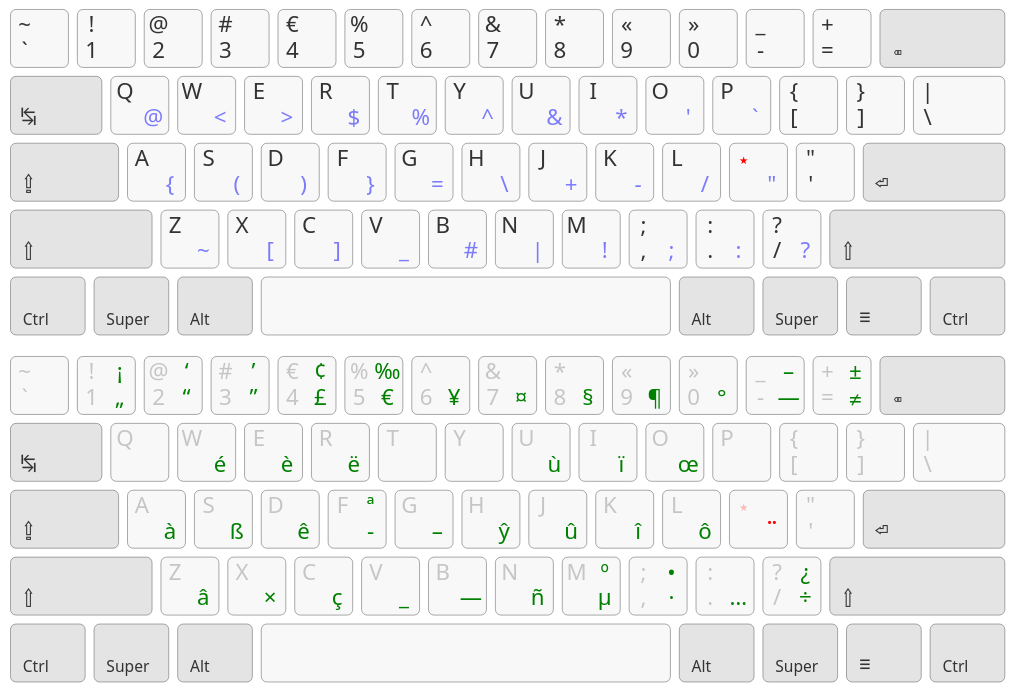 ~ ! @ # € % ^ & * « » _ +
` 1 2 3 4 5 6 7 8 9 0 - = ⌫
↹ Q W E R T Y U I O P { } |
@ < > $ % ^ & * ' ` [ ] \
⇪ A S D F G H J K L ★ " ⏎
{ ( ) } = \ + - / " '
⇧ Z X C V B N M ; : ? ⇧
~ [ ] _ # | ! , ; . : / ?
Ctrl Super Alt Alt Super ☰ Ctrl
~ ! ¡ @ ‘ # ’ € ¢ % ‰ ^ & * « » _ – + ±
` 1 „ 2 “ 3 ” 4 £ 5 € 6 ¥ 7 ¤ 8 § 9 ¶ 0 ° - — = ≠ ⌫
↹ Q W E R T Y U I O P { } |
é è ë ù ï œ [ ] \
⇪ A S D F ª G H J K L ★ " ⏎
à ß ê - – ŷ û î ô ¨ '
⇧ Z X C V B N M º ; • : ? ¿ ⇧
â × ç _ — ñ µ , · . … / ÷
Ctrl Super Alt Alt Super ☰ Ctrl